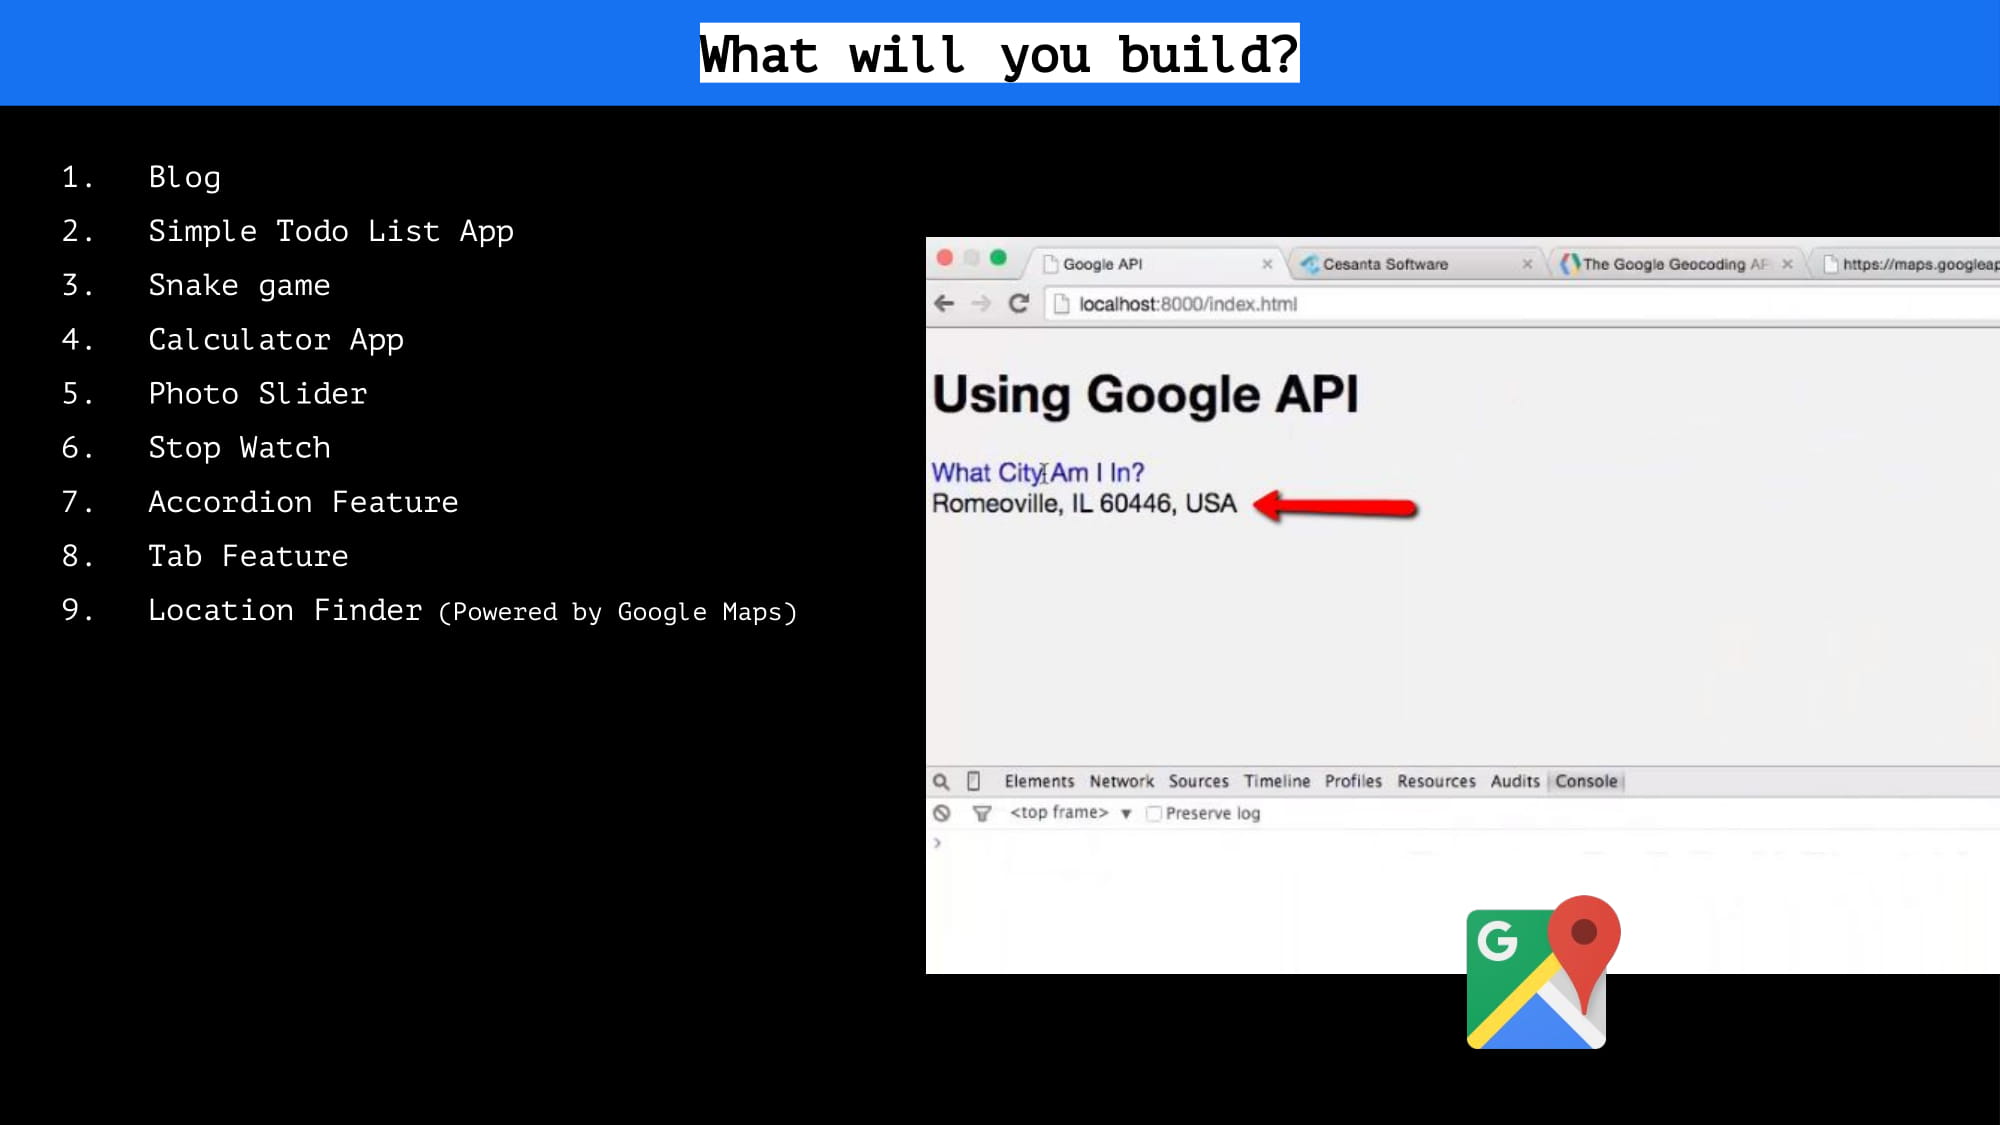 What will you build?
1. Blog
2. Simple Todo List App
3. Snake game
4. Calculator App
5. Photo Slider
6. Stop Watch
7. Accordion Feature
8. Tab Feature
9. Location Finder (Powered by Google Maps)
Google API Cesanta Software The Google Geocoding AP https://maps.googleap
localhost:8000/index.html
Using Google API
What City Am I In?
Romeoville, IL 60446, USA
Elements Network Sources Timeline Profiles Resources Audits Console
<top frame> Preserve log
G